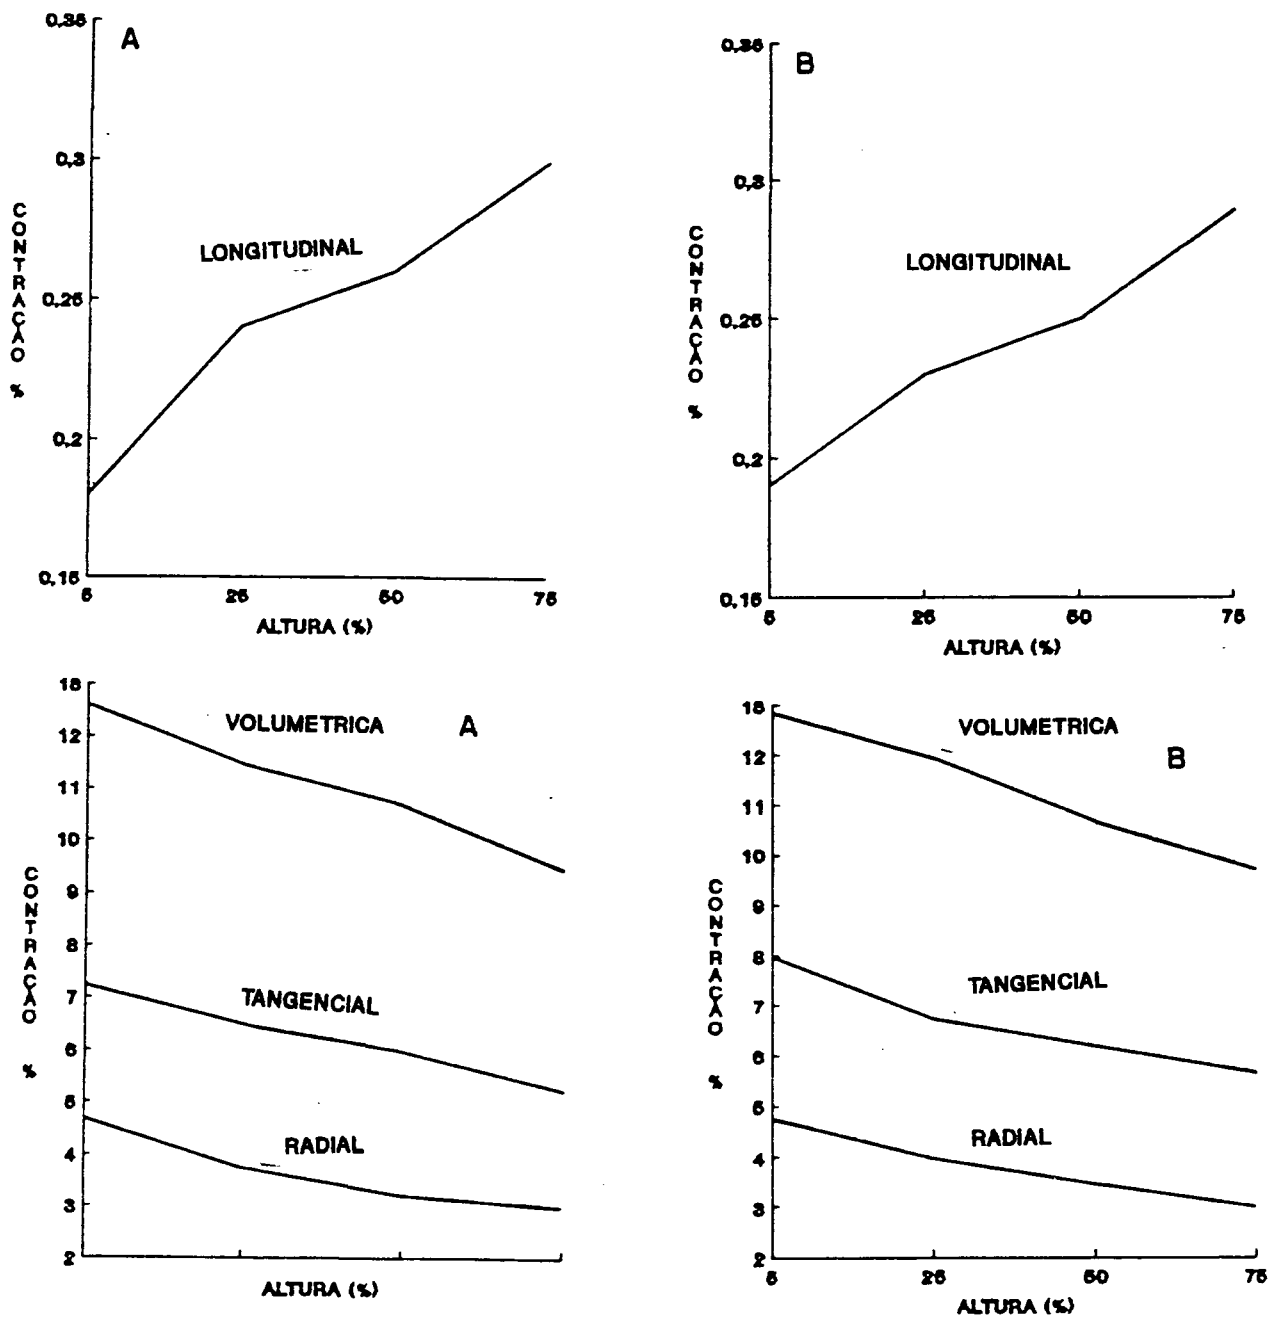 A
0,35
0,3
0,25
0,2
0,15
CONTRAÇÃO %
LONGITUDINAL
5 25 50 75
ALTURA (%)
B
0,35
0,3
0,25
0,2
0,15
CONTRAÇÃO %
LONGITUDINAL
5 25 50 75
ALTURA (%)
A
13
12
11
10
9
8
7
6
5
4
3
2
CONTRAÇÃO %
VOLUMETRICA
TANGENCIAL
RADIAL
ALTURA (%)
B
13
12
11
10
9
8
7
6
5
4
3
2
CONTRAÇÃO %
VOLUMETRICA
TANGENCIAL
RADIAL
5 25 50 75
ALTURA (%)